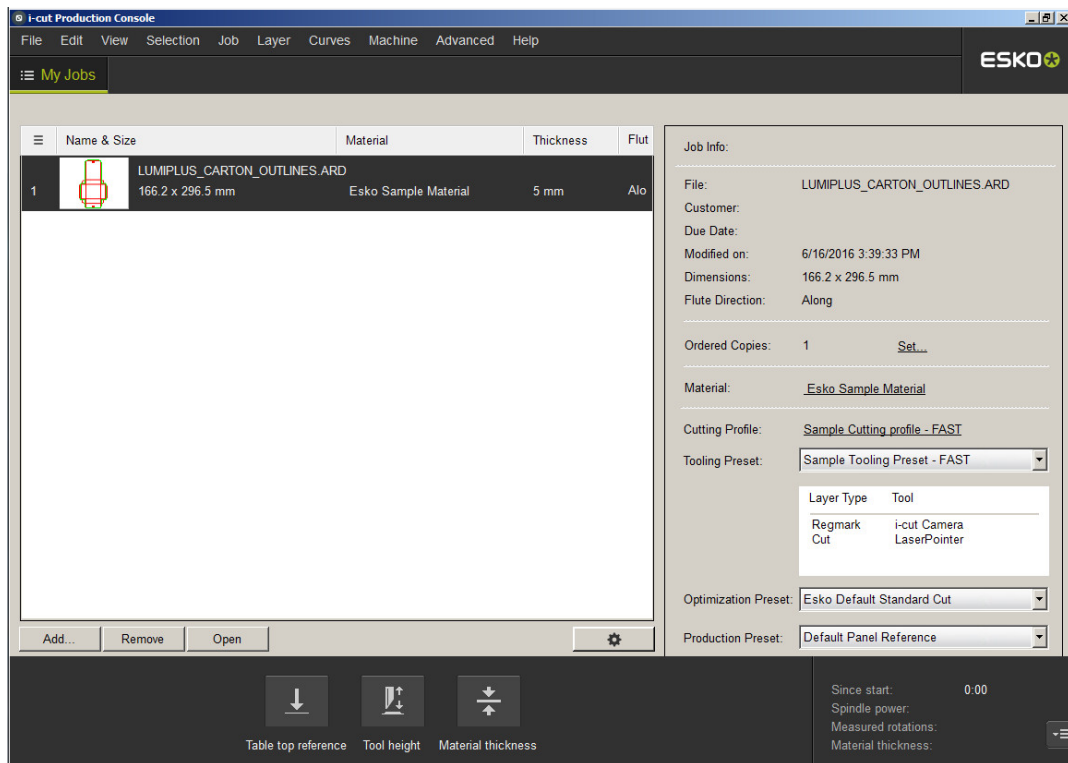 i-cut Production Console
File Edit View Selection Job Layer Curves Machine Advanced Help
ESKO
My Jobs
Name & Size Material Thickness Flut
1 LUMIPLUS_CARTON_OUTLINES.ARD
166.2 x 296.5 mm Esko Sample Material 5 mm Alo
Add... Remove Open
Job Info:
File: LUMIPLUS_CARTON_OUTLINES.ARD
Customer:
Due Date:
Modified on: 6/16/2016 3:39:33 PM
Dimensions: 166.2 x 296.5 mm
Flute Direction: Along
Ordered Copies: 1 Set...
Material: Esko Sample Material
Cutting Profile: Sample Cutting profile - FAST
Tooling Preset: Sample Tooling Preset - FAST
Layer Type Tool
Regmark i-cut Camera
Cut LaserPointer
Optimization Preset: Esko Default Standard Cut
Production Preset: Default Panel Reference
Table top reference Tool height Material thickness
Since start: 0:00
Spindle power:
Measured rotations:
Material thickness: